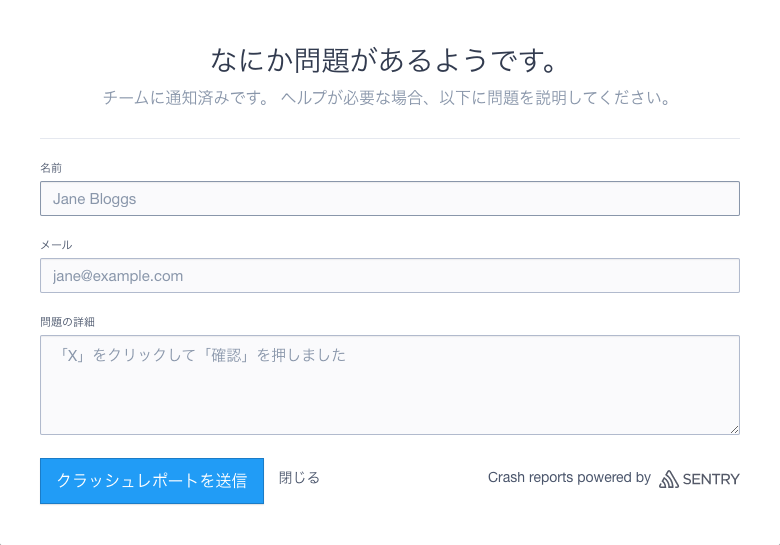 なにか問題があるようです。
チームに通知済みです。 ヘルプが必要な場合、以下に問題を説明してください。
名前
Jane Bloggs
メール
jane@example.com
問題の詳細
「X」をクリックして「確認」を押しました
クラッシュレポートを送信 閉じる Crash reports powered by SENTRY